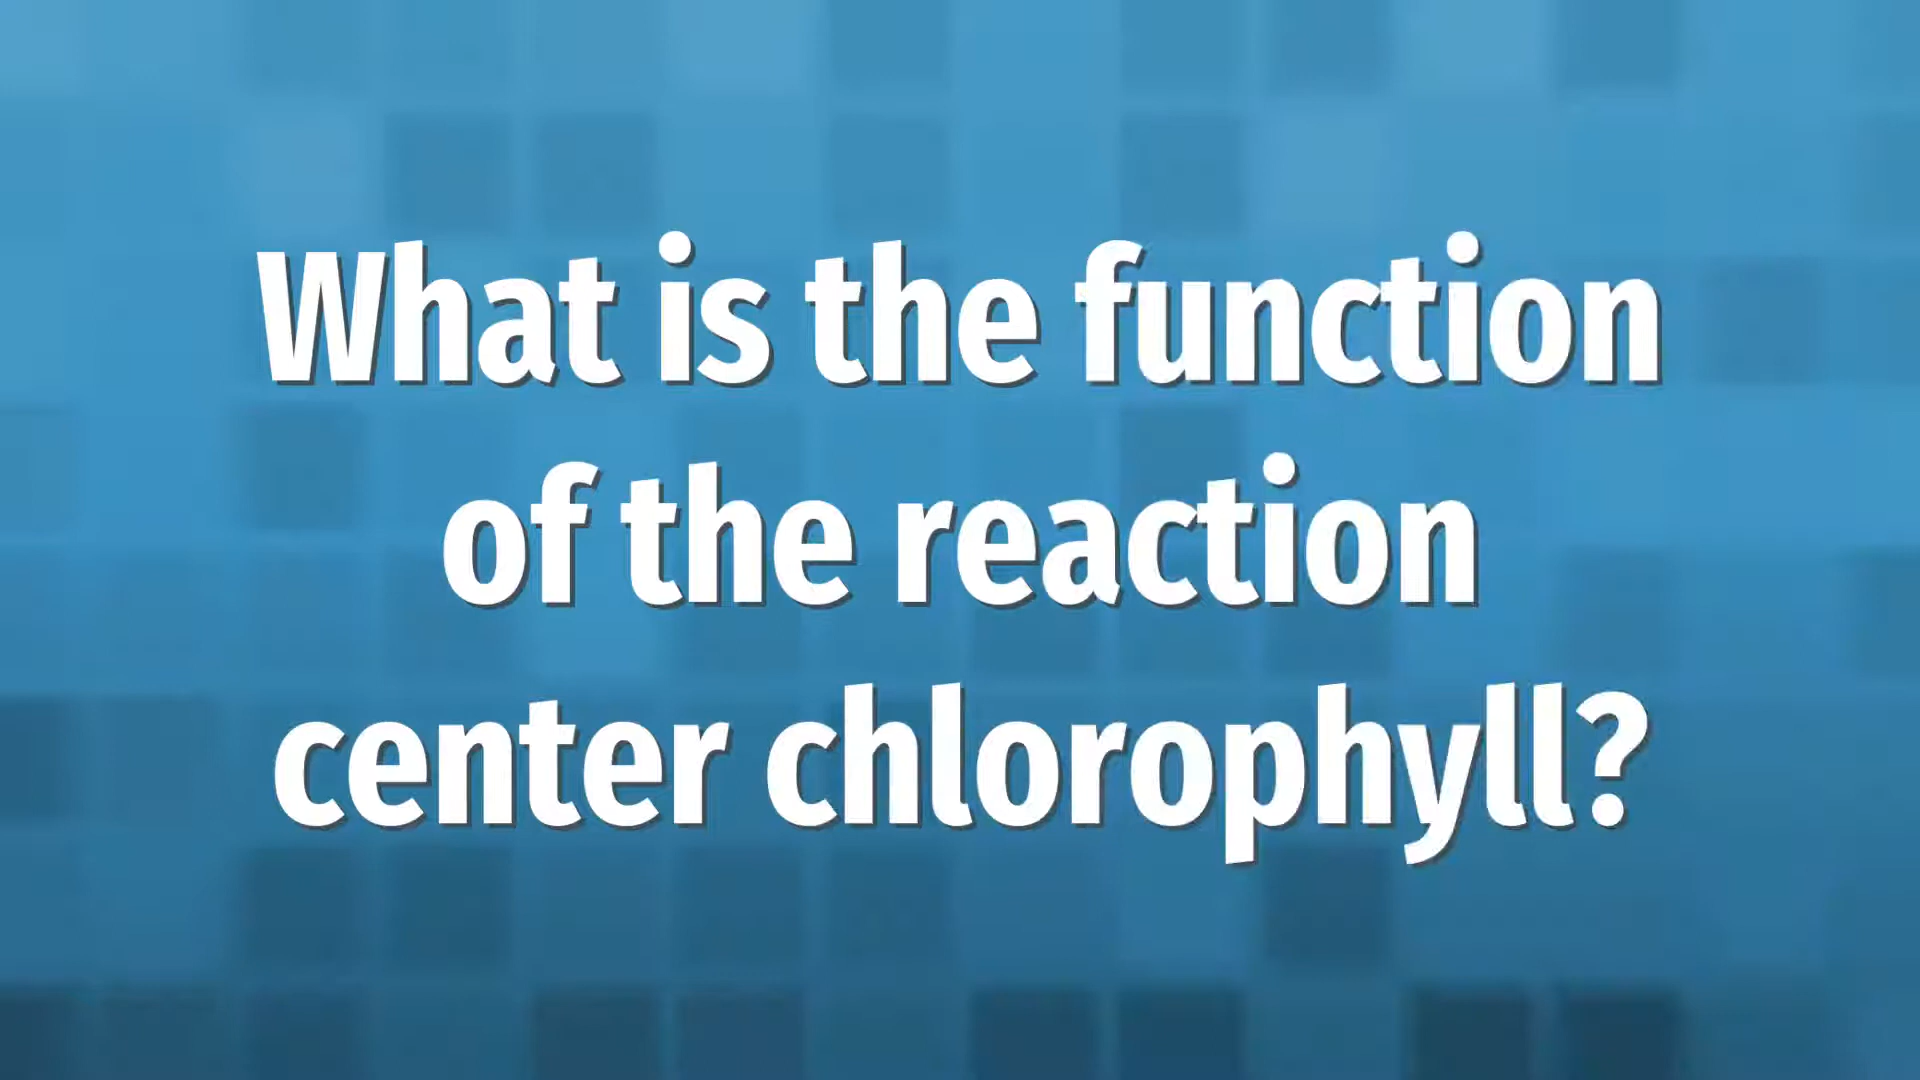 What is the function
of the reaction
center chlorophyll?